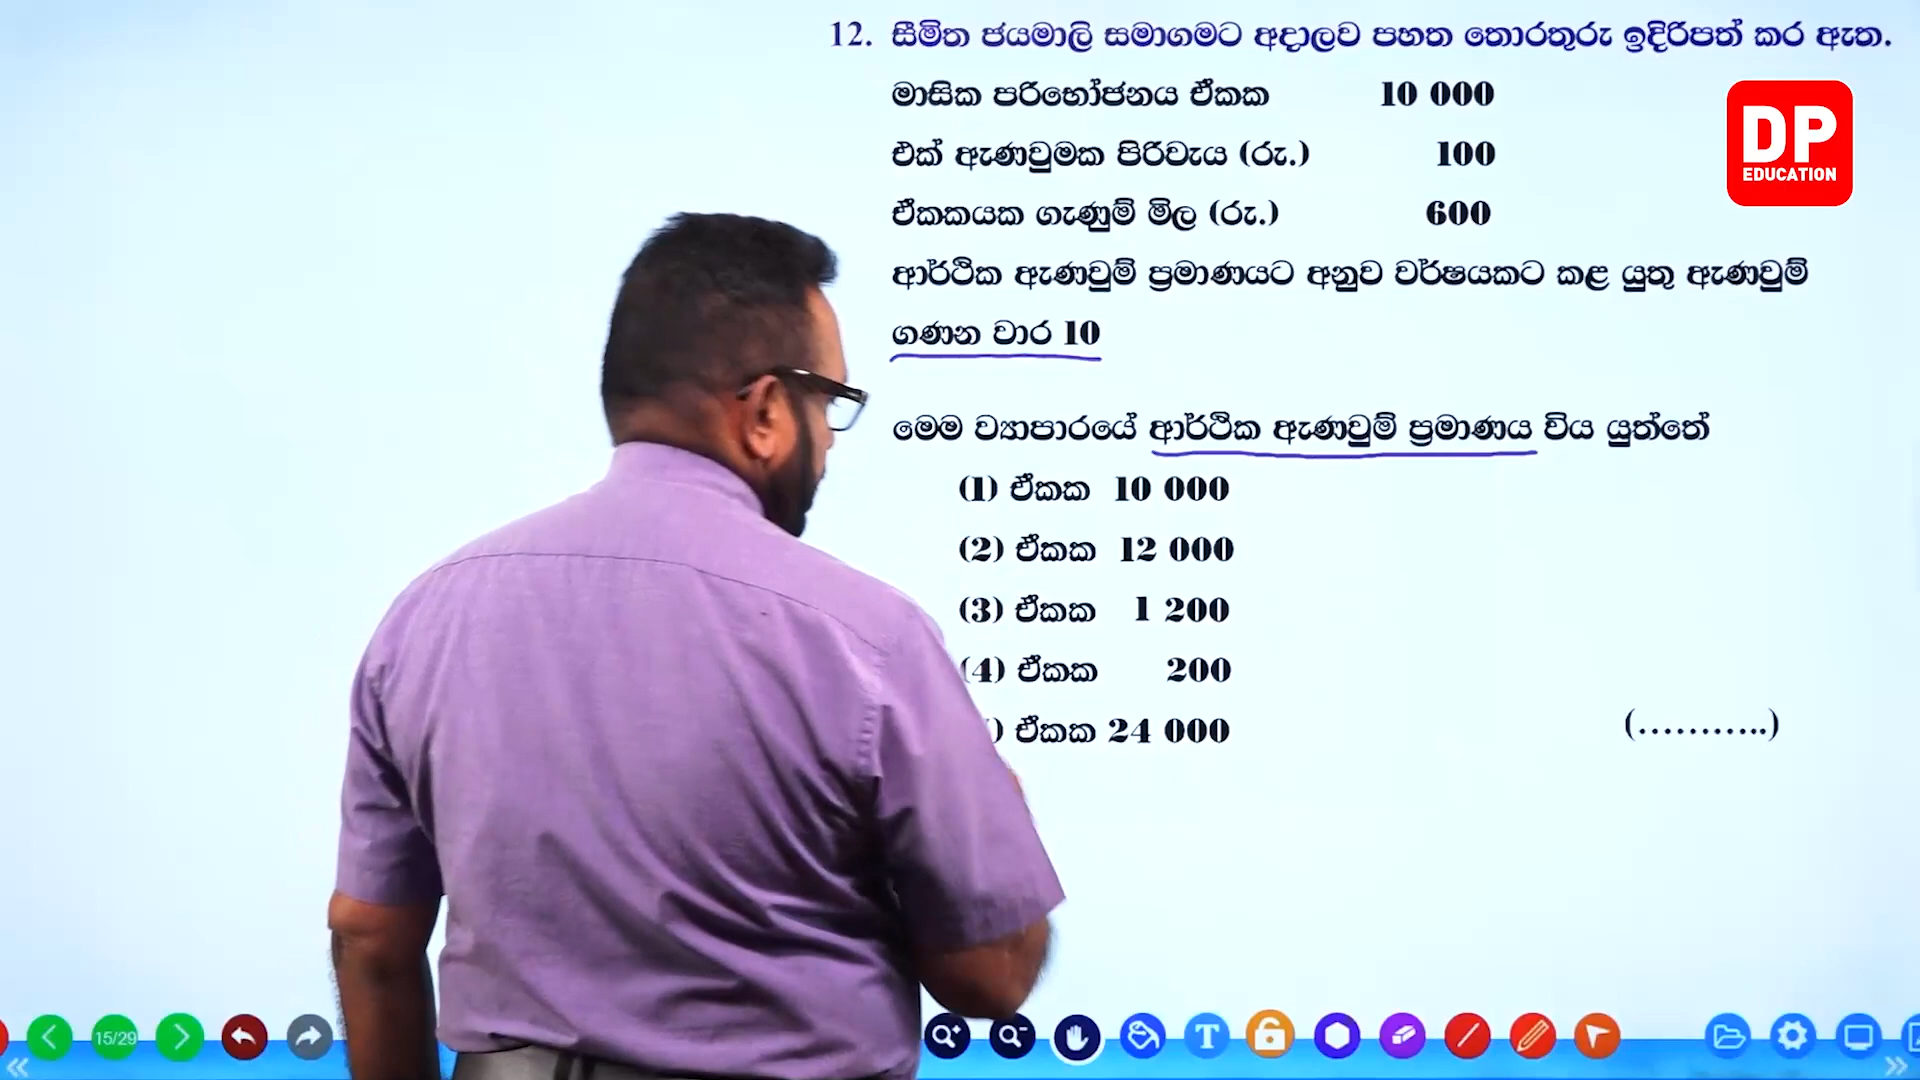 12. සීමිත ජයමාලි සමාගමට අදාලව පහත තොරතුරු ඉදිරිපත් කර ඇත.
මාසික පරිභෝජනය ඒකක 10 000
එක් ඇණවුමක පිරිවැය (රු.) 100
ඒකකයක ගැණුම් මිල (රු.) 600
ආර්ථික ඇණවුම් ප්‍රමාණයට අනුව වර්ෂයකට කළ යුතු ඇණවුම්
ගණන වාර 10
මෙම ව්‍යාපාරයේ ආර්ථික ඇණවුම් ප්‍රමාණය විය යුත්තේ
(1) ඒකක 10 000
(2) ඒකක 12 000
(3) ඒකක 1 200
(4) ඒකක 200
) ඒකක 24 000
(...........)
DP
EDUCATION
15/29
T